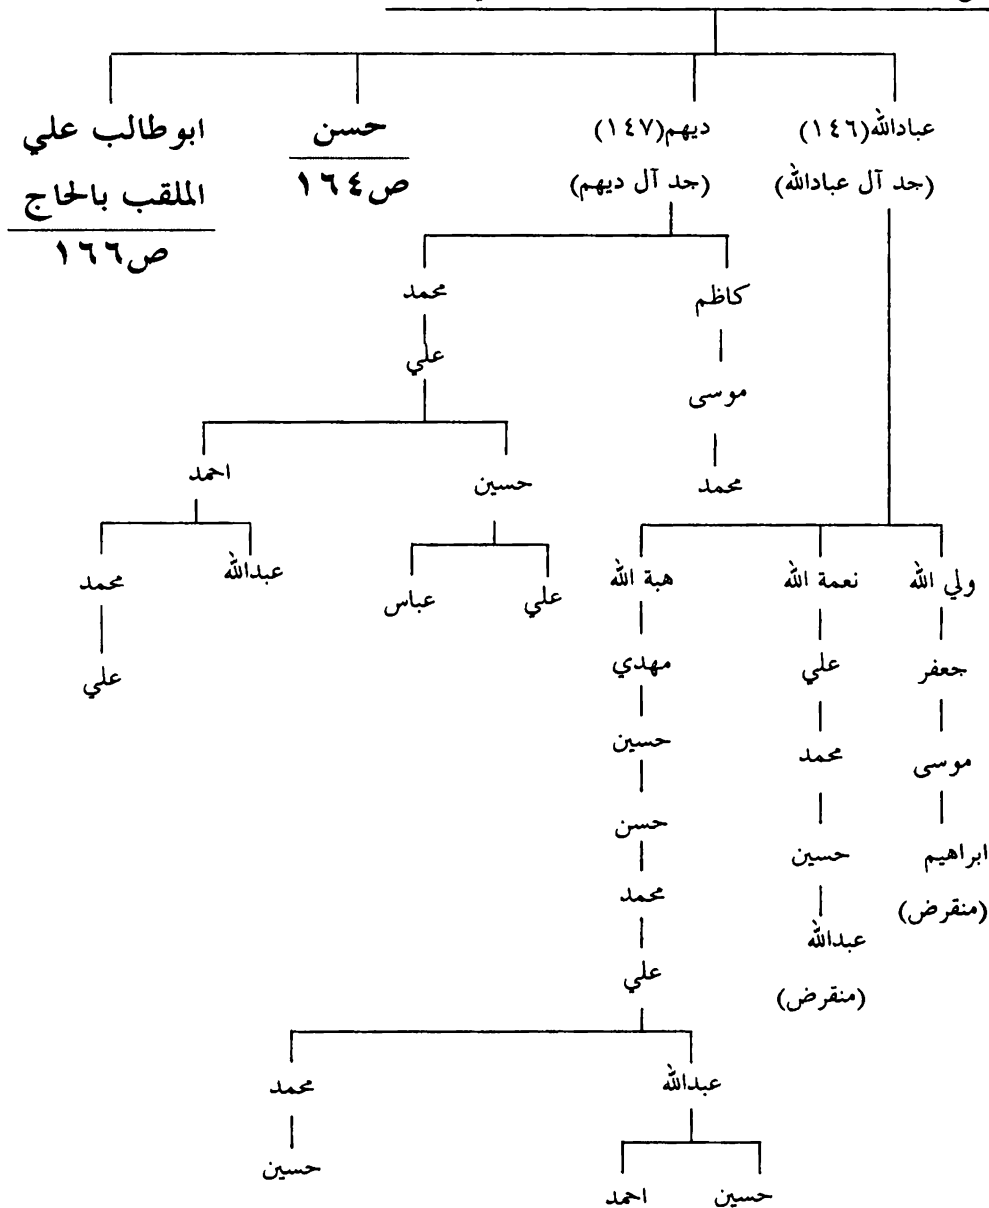 عبادالله(١٤٦) ديهم(١٤٧) حسن ابوطالب علي
(جد آل عبادالله) (جد آل ديهم) ص١٦٤ الملقب بالحاج
ص١٦٦
كاظم محمد
علي
موسى
حسين احمد
محمد
ولي الله نعمة الله هبة الله علي عباس عبدالله محمد
جعفر علي مهدي علي
موسى محمد حسين
ابراهيم حسين حسن
(منقرض) عبدالله محمد
(منقرض) علي
عبدالله محمد
حسين احمد حسين